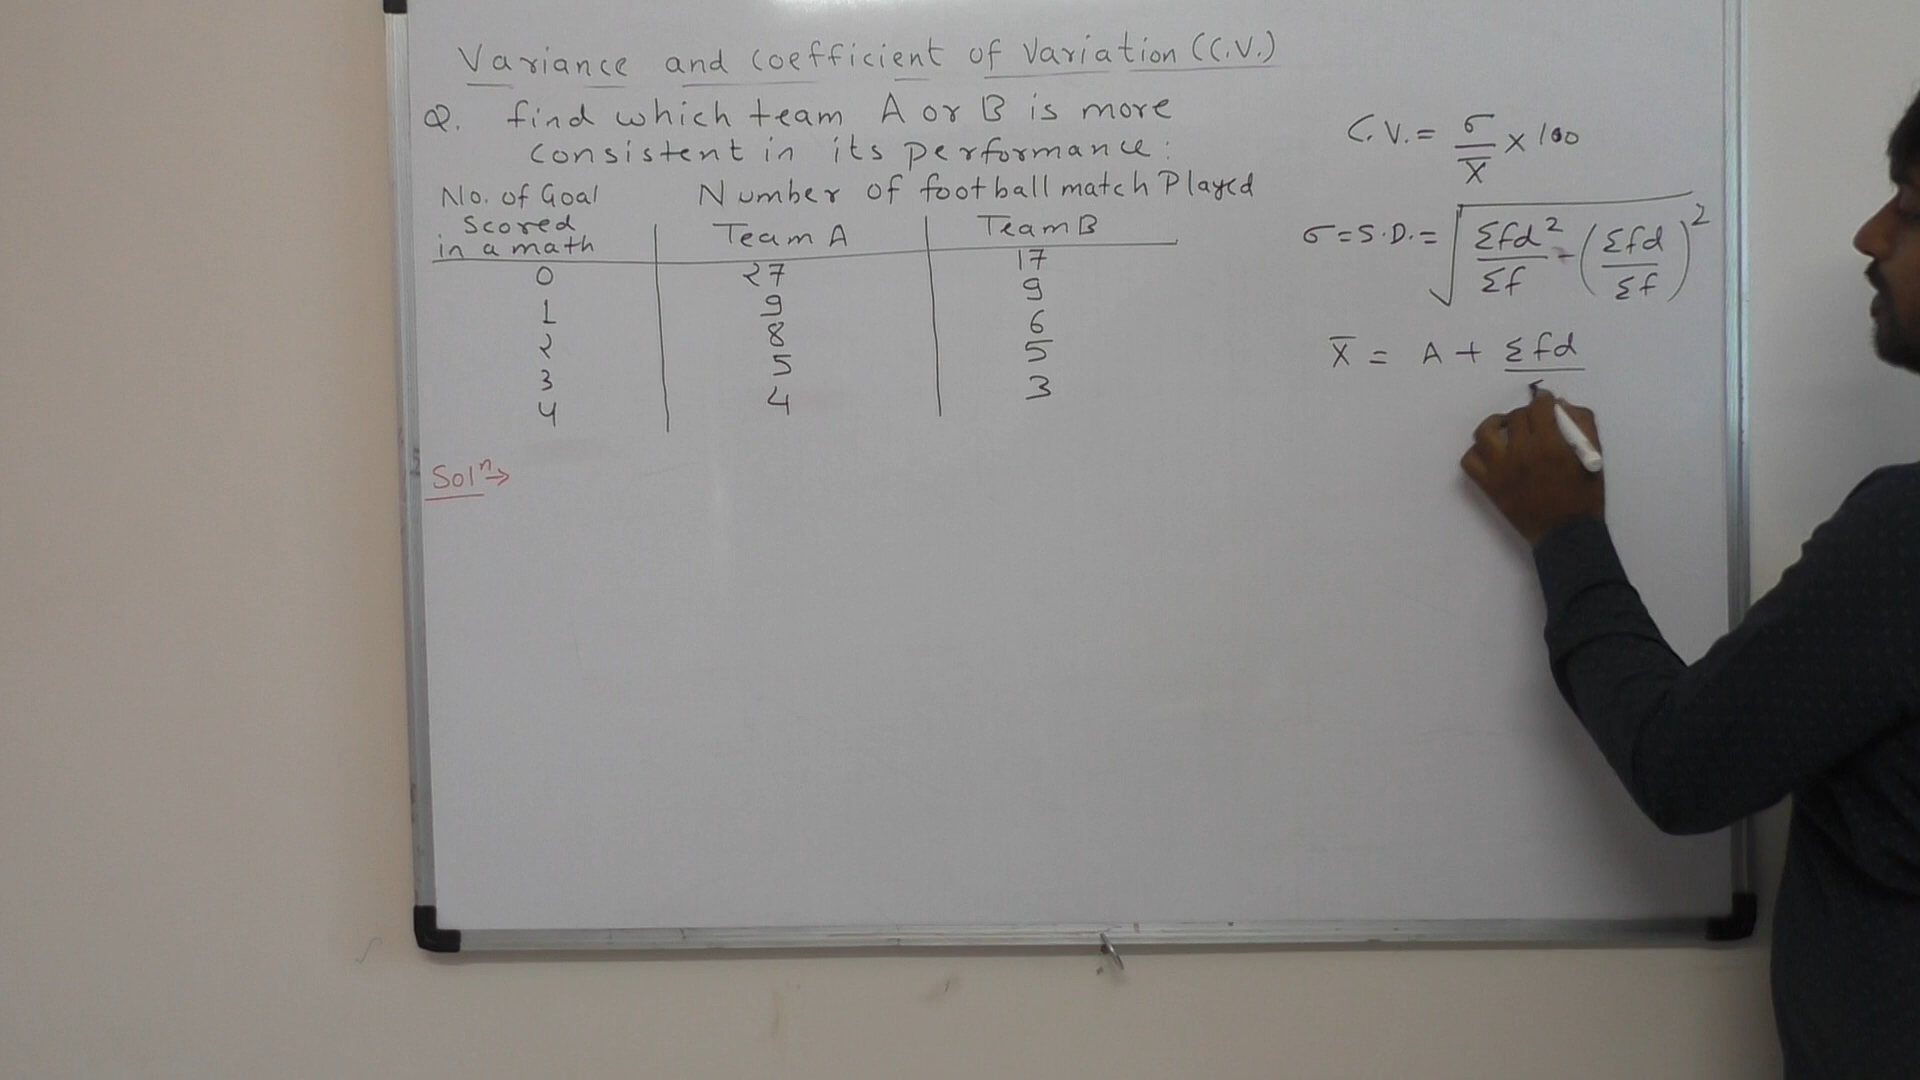 Variance and Coefficient of Variation (C.V.)
Q. find which team A or B is more
consistent in its performance:
No. of Goal Scored in a math | Number of football match Played
Team A | Team B
0 | 27 | 17
1 | 9 | 9
2 | 8 | 6
3 | 5 | 5
4 | 4 | 3
Solⁿ→
C.V. = σ/X̅ × 100
σ = S.D. = √(Σfd²/Σf - (Σfd/Σf)²)
X̅ = A + Σfd